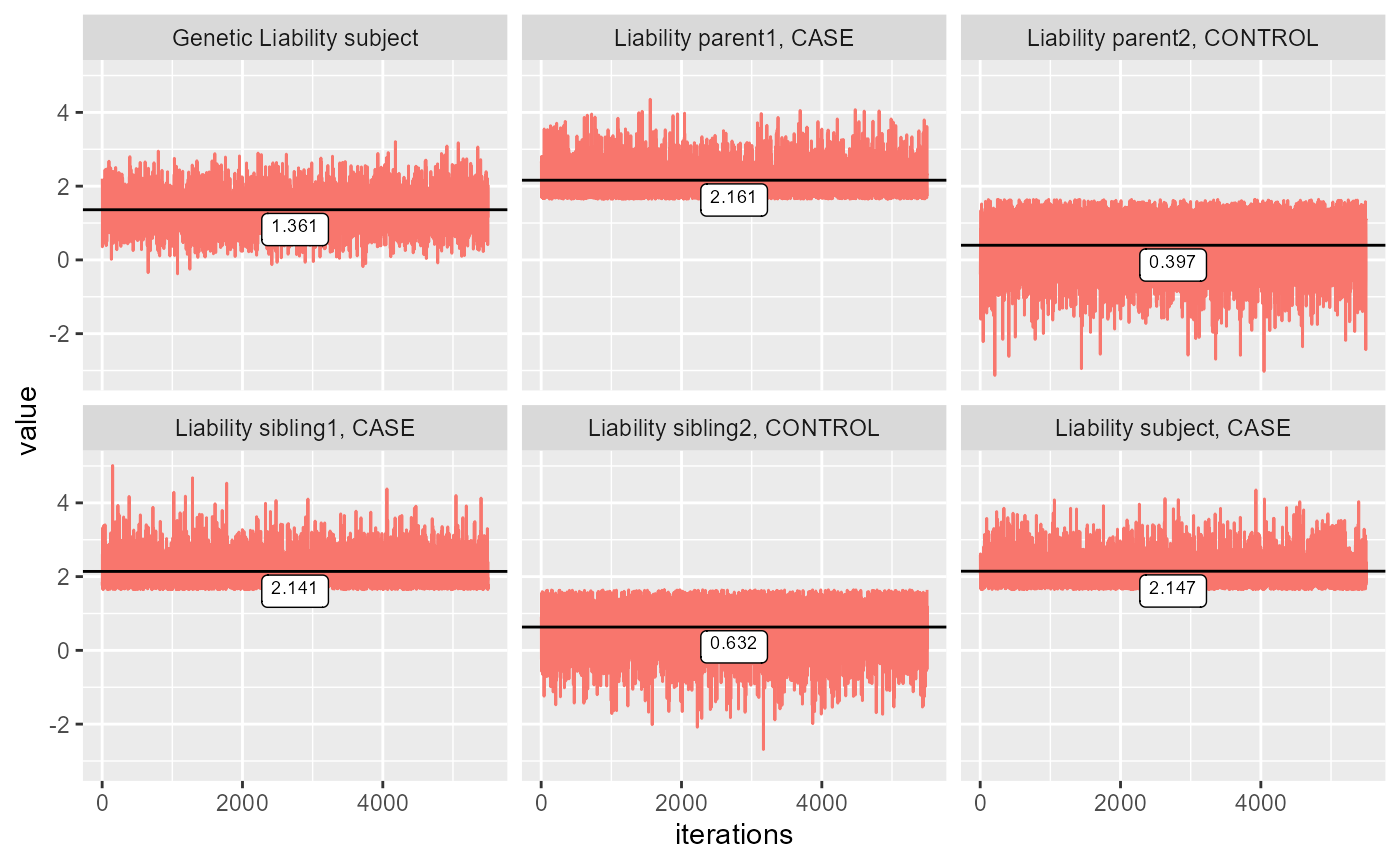 Genetic Liability subject
Liability parent1, CASE
Liability parent2, CONTROL
4
2
0
-2
1.361
2.161
0.397
value
Liability sibling1, CASE
Liability sibling2, CONTROL
Liability subject, CASE
4
2
0
-2
2.141
0.632
2.147
0 2000 4000
0 2000 4000
0 2000 4000
iterations